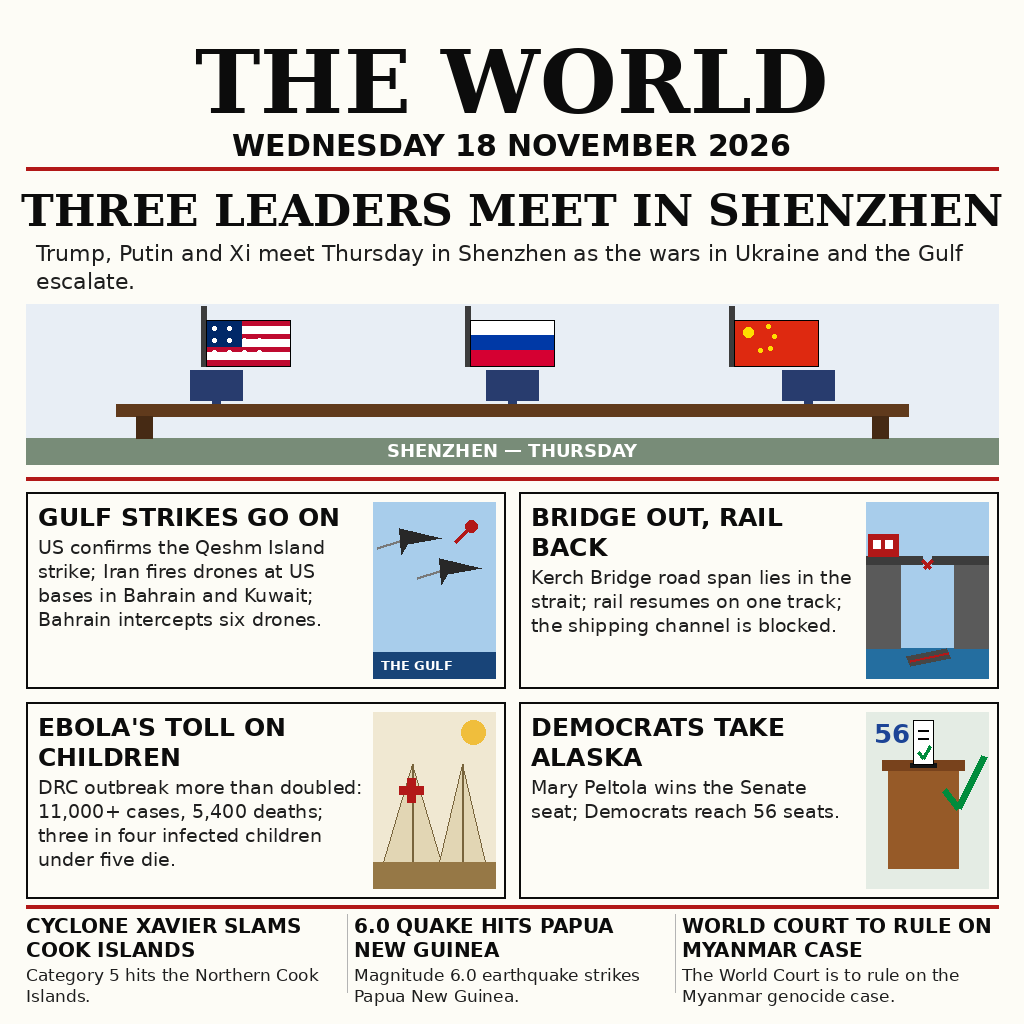 THE WORLD
WEDNESDAY 18 NOVEMBER 2026
THREE LEADERS MEET IN SHENZHEN
Trump, Putin and Xi meet Thursday in Shenzhen as the wars in Ukraine and the Gulf
escalate.
SHENZHEN — THURSDAY
GULF STRIKES GO ON
US confirms the Qeshm Island
strike; Iran fires drones at US
bases in Bahrain and Kuwait;
Bahrain intercepts six drones.
THE GULF
BRIDGE OUT, RAIL
BACK
Kerch Bridge road span lies in the
strait; rail resumes on one track;
the shipping channel is blocked.
EBOLA'S TOLL ON
CHILDREN
DRC outbreak more than doubled:
11,000+ cases, 5,400 deaths;
three in four infected children
under five die.
DEMOCRATS TAKE
ALASKA
Mary Peltola wins the Senate
seat; Democrats reach 56 seats.
56
CYCLONE XAVIER SLAMS
COOK ISLANDS
Category 5 hits the Northern Cook
Islands.
6.0 QUAKE HITS PAPUA
NEW GUINEA
Magnitude 6.0 earthquake strikes
Papua New Guinea.
WORLD COURT TO RULE ON
MYANMAR CASE
The World Court is to rule on the
Myanmar genocide case.